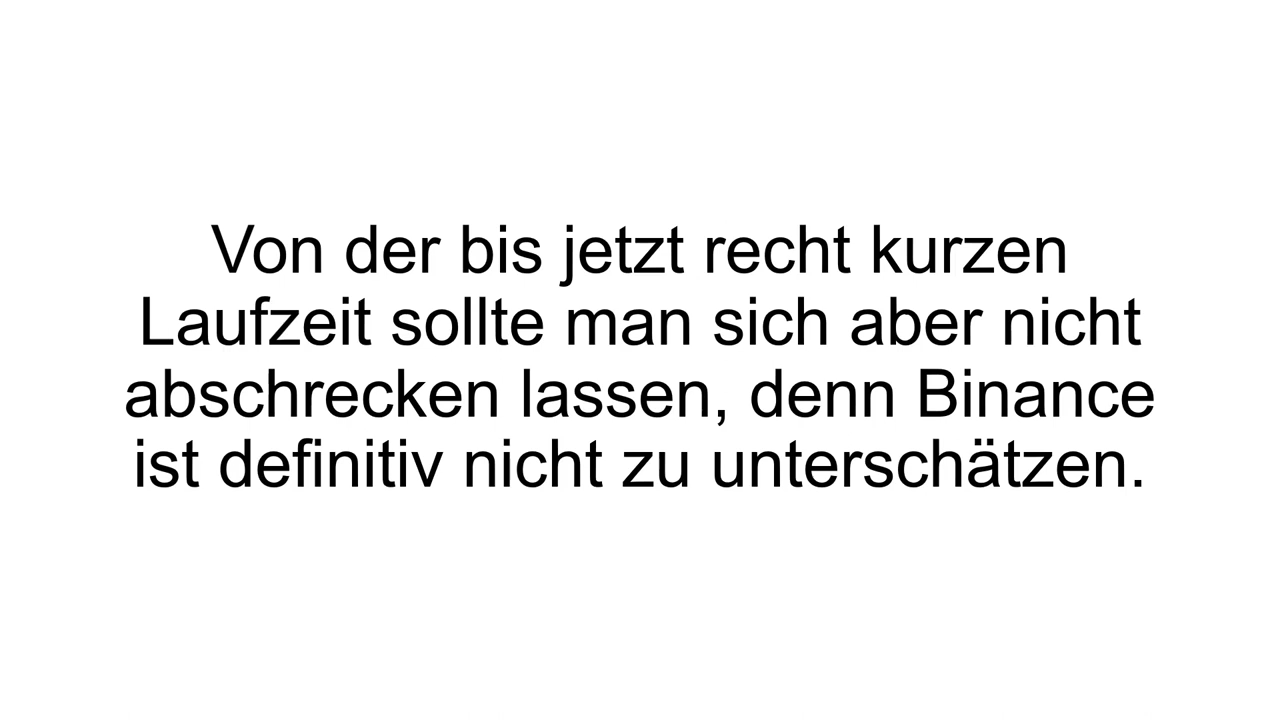 Von der bis jetzt recht kurzen
Laufzeit sollte man sich aber nicht
abschrecken lassen, denn Binance
ist definitiv nicht zu unterschätzen.